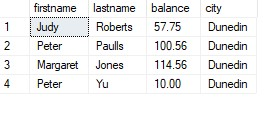 firstname lastname balance city
1 Judy Roberts 57.75 Dunedin
2 Peter Paulls 100.56 Dunedin
3 Margaret Jones 114.56 Dunedin
4 Peter Yu 10.00 Dunedin